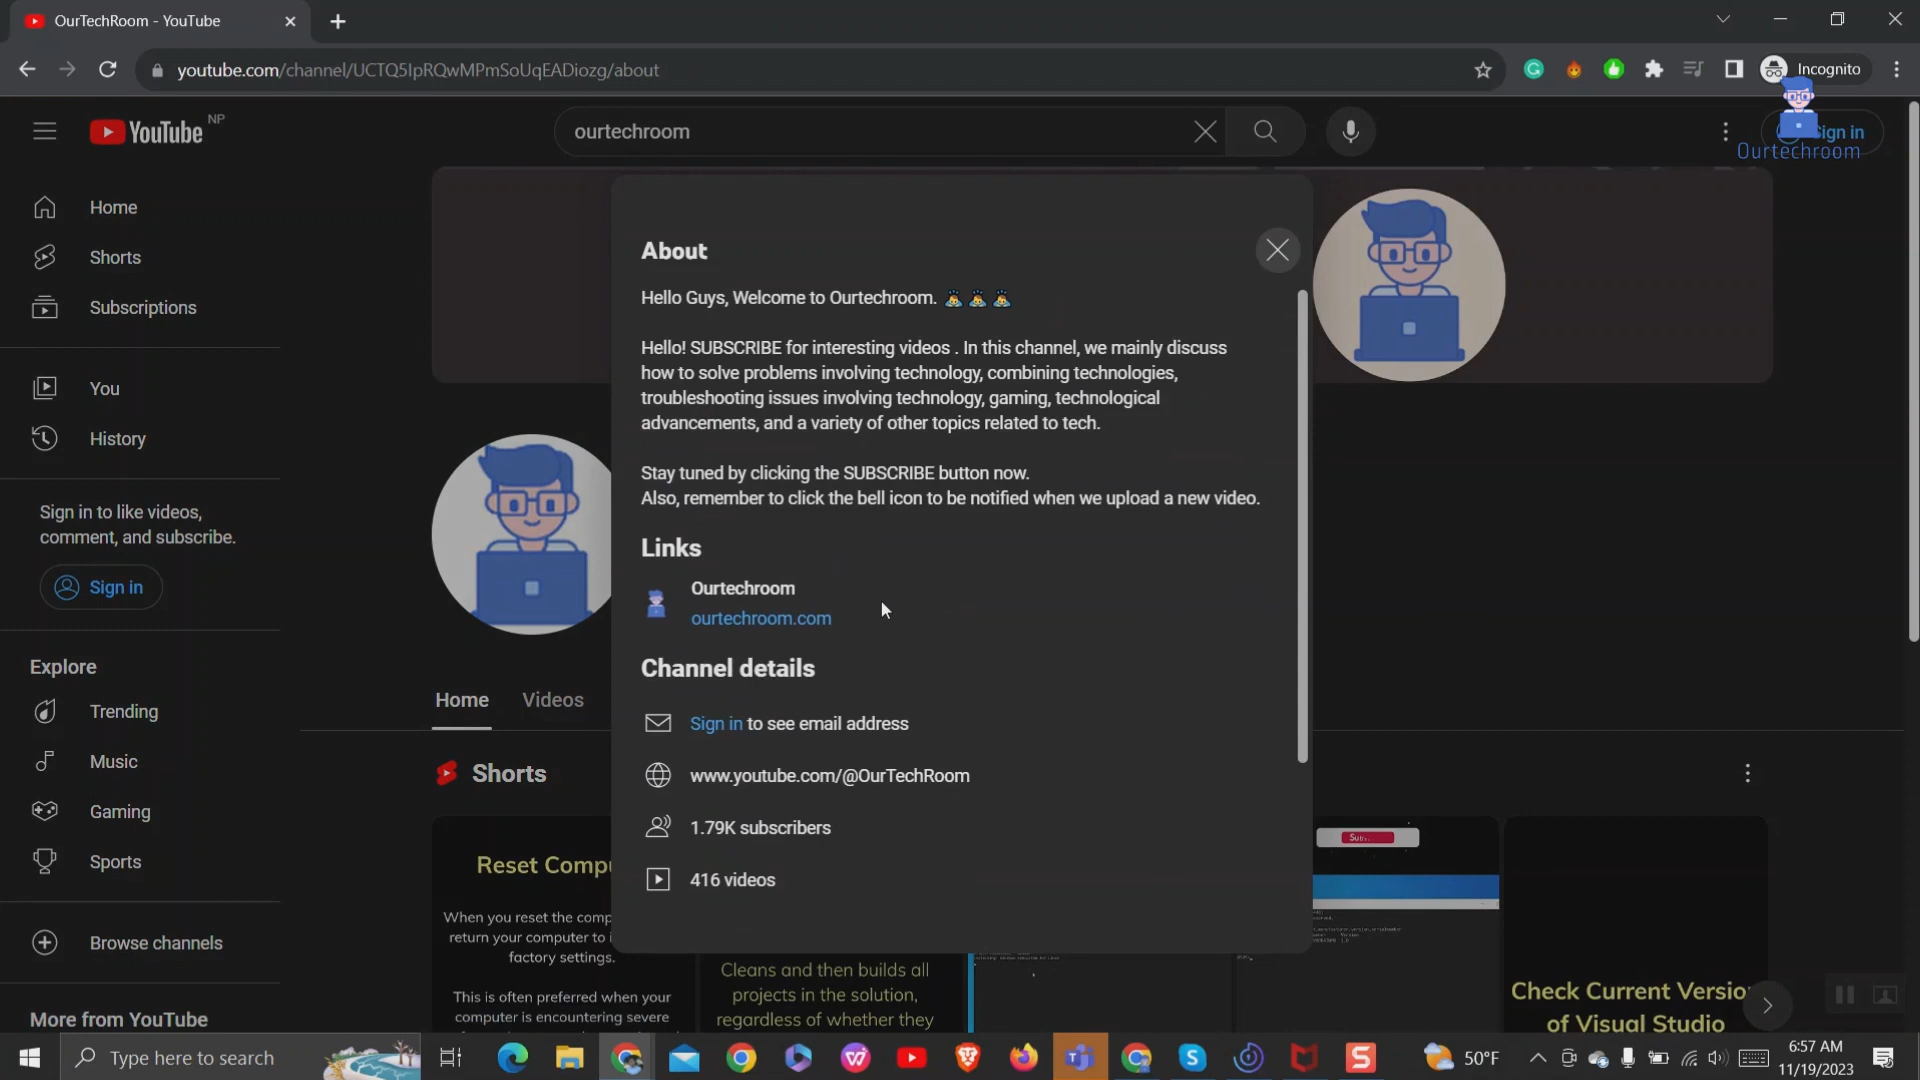 OurTechRoom - YouTube
youtube.com/channel/UCTQ5IpRQwMPmSoUqEADiozg/about
Incognito
YouTube NP
ourtechroom
Sign in
Ourtechroom
Home
Shorts
Subscriptions
You
History
Sign in to like videos,
comment, and subscribe.
Sign in
Explore
Trending
Music
Gaming
Sports
Browse channels
More from YouTube
About
Hello Guys, Welcome to Ourtechroom. 🙇🙇🙇
Hello! SUBSCRIBE for interesting videos . In this channel, we mainly discuss
how to solve problems involving technology, combining technologies,
troubleshooting issues involving technology, gaming, technological
advancements, and a variety of other topics related to tech.
Stay tuned by clicking the SUBSCRIBE button now.
Also, remember to click the bell icon to be notified when we upload a new video.
Links
Ourtechroom
ourtechroom.com
Channel details
Sign in to see email address
www.youtube.com/@OurTechRoom
1.79K subscribers
416 videos
Home Videos
Shorts
Reset Compu
When you reset the comp
return your computer to i
factory settings.
This is often preferred when your
computer is encountering severe
Cleans and then builds all
projects in the solution,
regardless of whether they
Check Current Versio
of Visual Studio
Type here to search
50°F
6:57 AM
11/19/2023